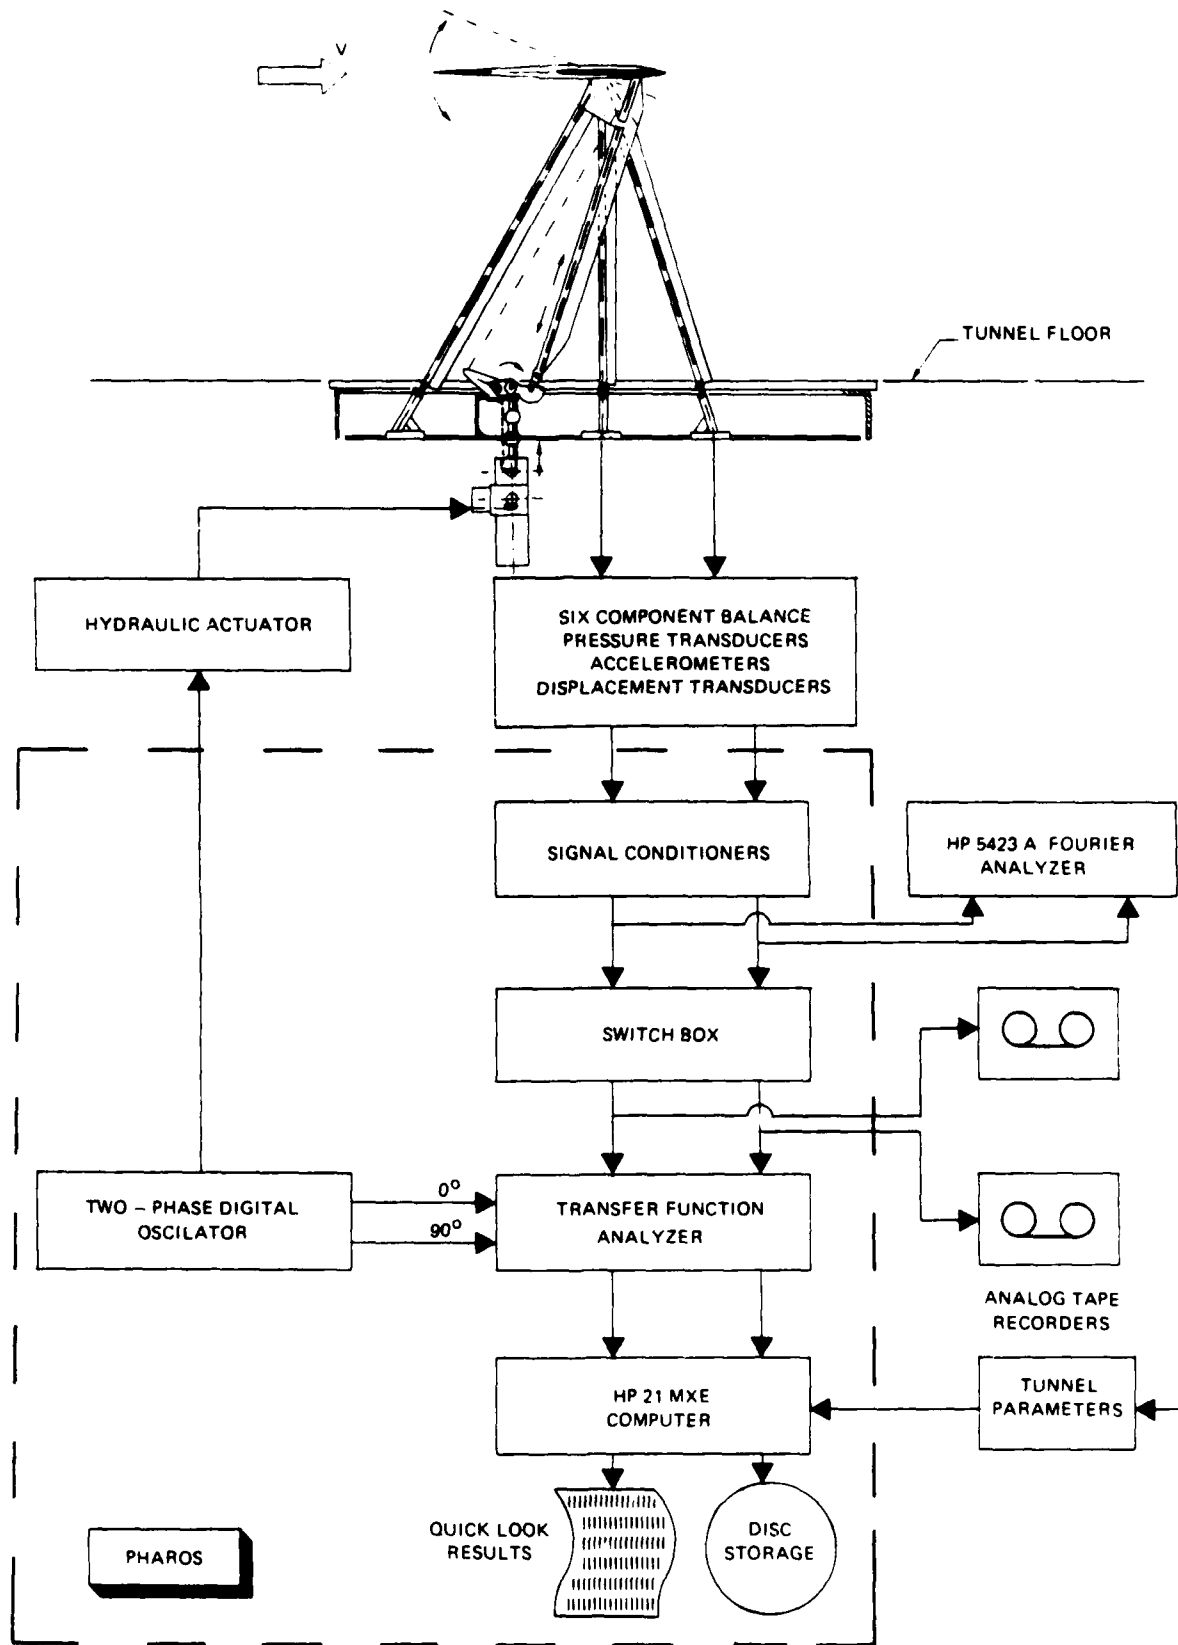 V
TUNNEL FLOOR
HYDRAULIC ACTUATOR
SIX COMPONENT BALANCE
PRESSURE TRANSDUCERS
ACCELEROMETERS
DISPLACEMENT TRANSDUCERS
SIGNAL CONDITIONERS
HP 5423 A FOURIER
ANALYZER
SWITCH BOX
TWO – PHASE DIGITAL
OSCILATOR
0°
90°
TRANSFER FUNCTION
ANALYZER
ANALOG TAPE
RECORDERS
HP 21 MXE
COMPUTER
TUNNEL
PARAMETERS
QUICK LOOK
RESULTS
DISC
STORAGE
PHAROS